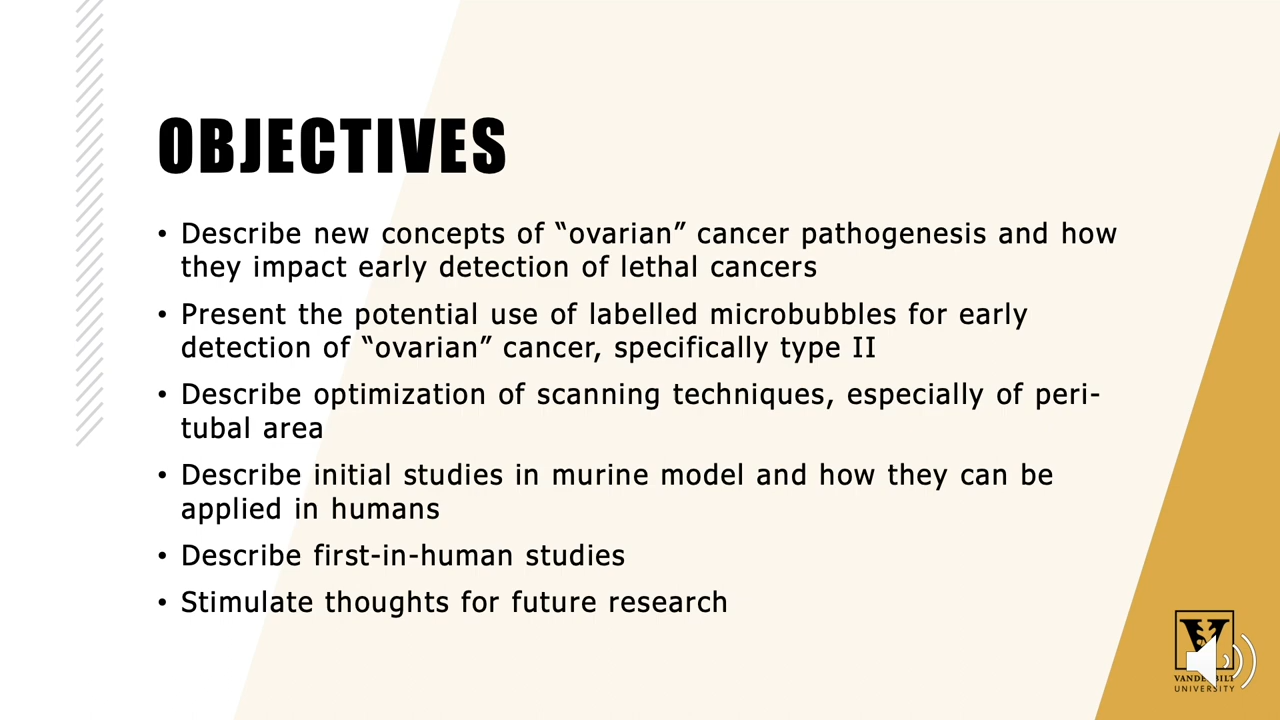 OBJECTIVES
• Describe new concepts of “ovarian” cancer pathogenesis and how
they impact early detection of lethal cancers
• Present the potential use of labelled microbubbles for early
detection of “ovarian” cancer, specifically type II
• Describe optimization of scanning techniques, especially of peri-
tubal area
• Describe initial studies in murine model and how they can be
applied in humans
• Describe first-in-human studies
• Stimulate thoughts for future research
V
VANDERBILT
UNIVERSITY